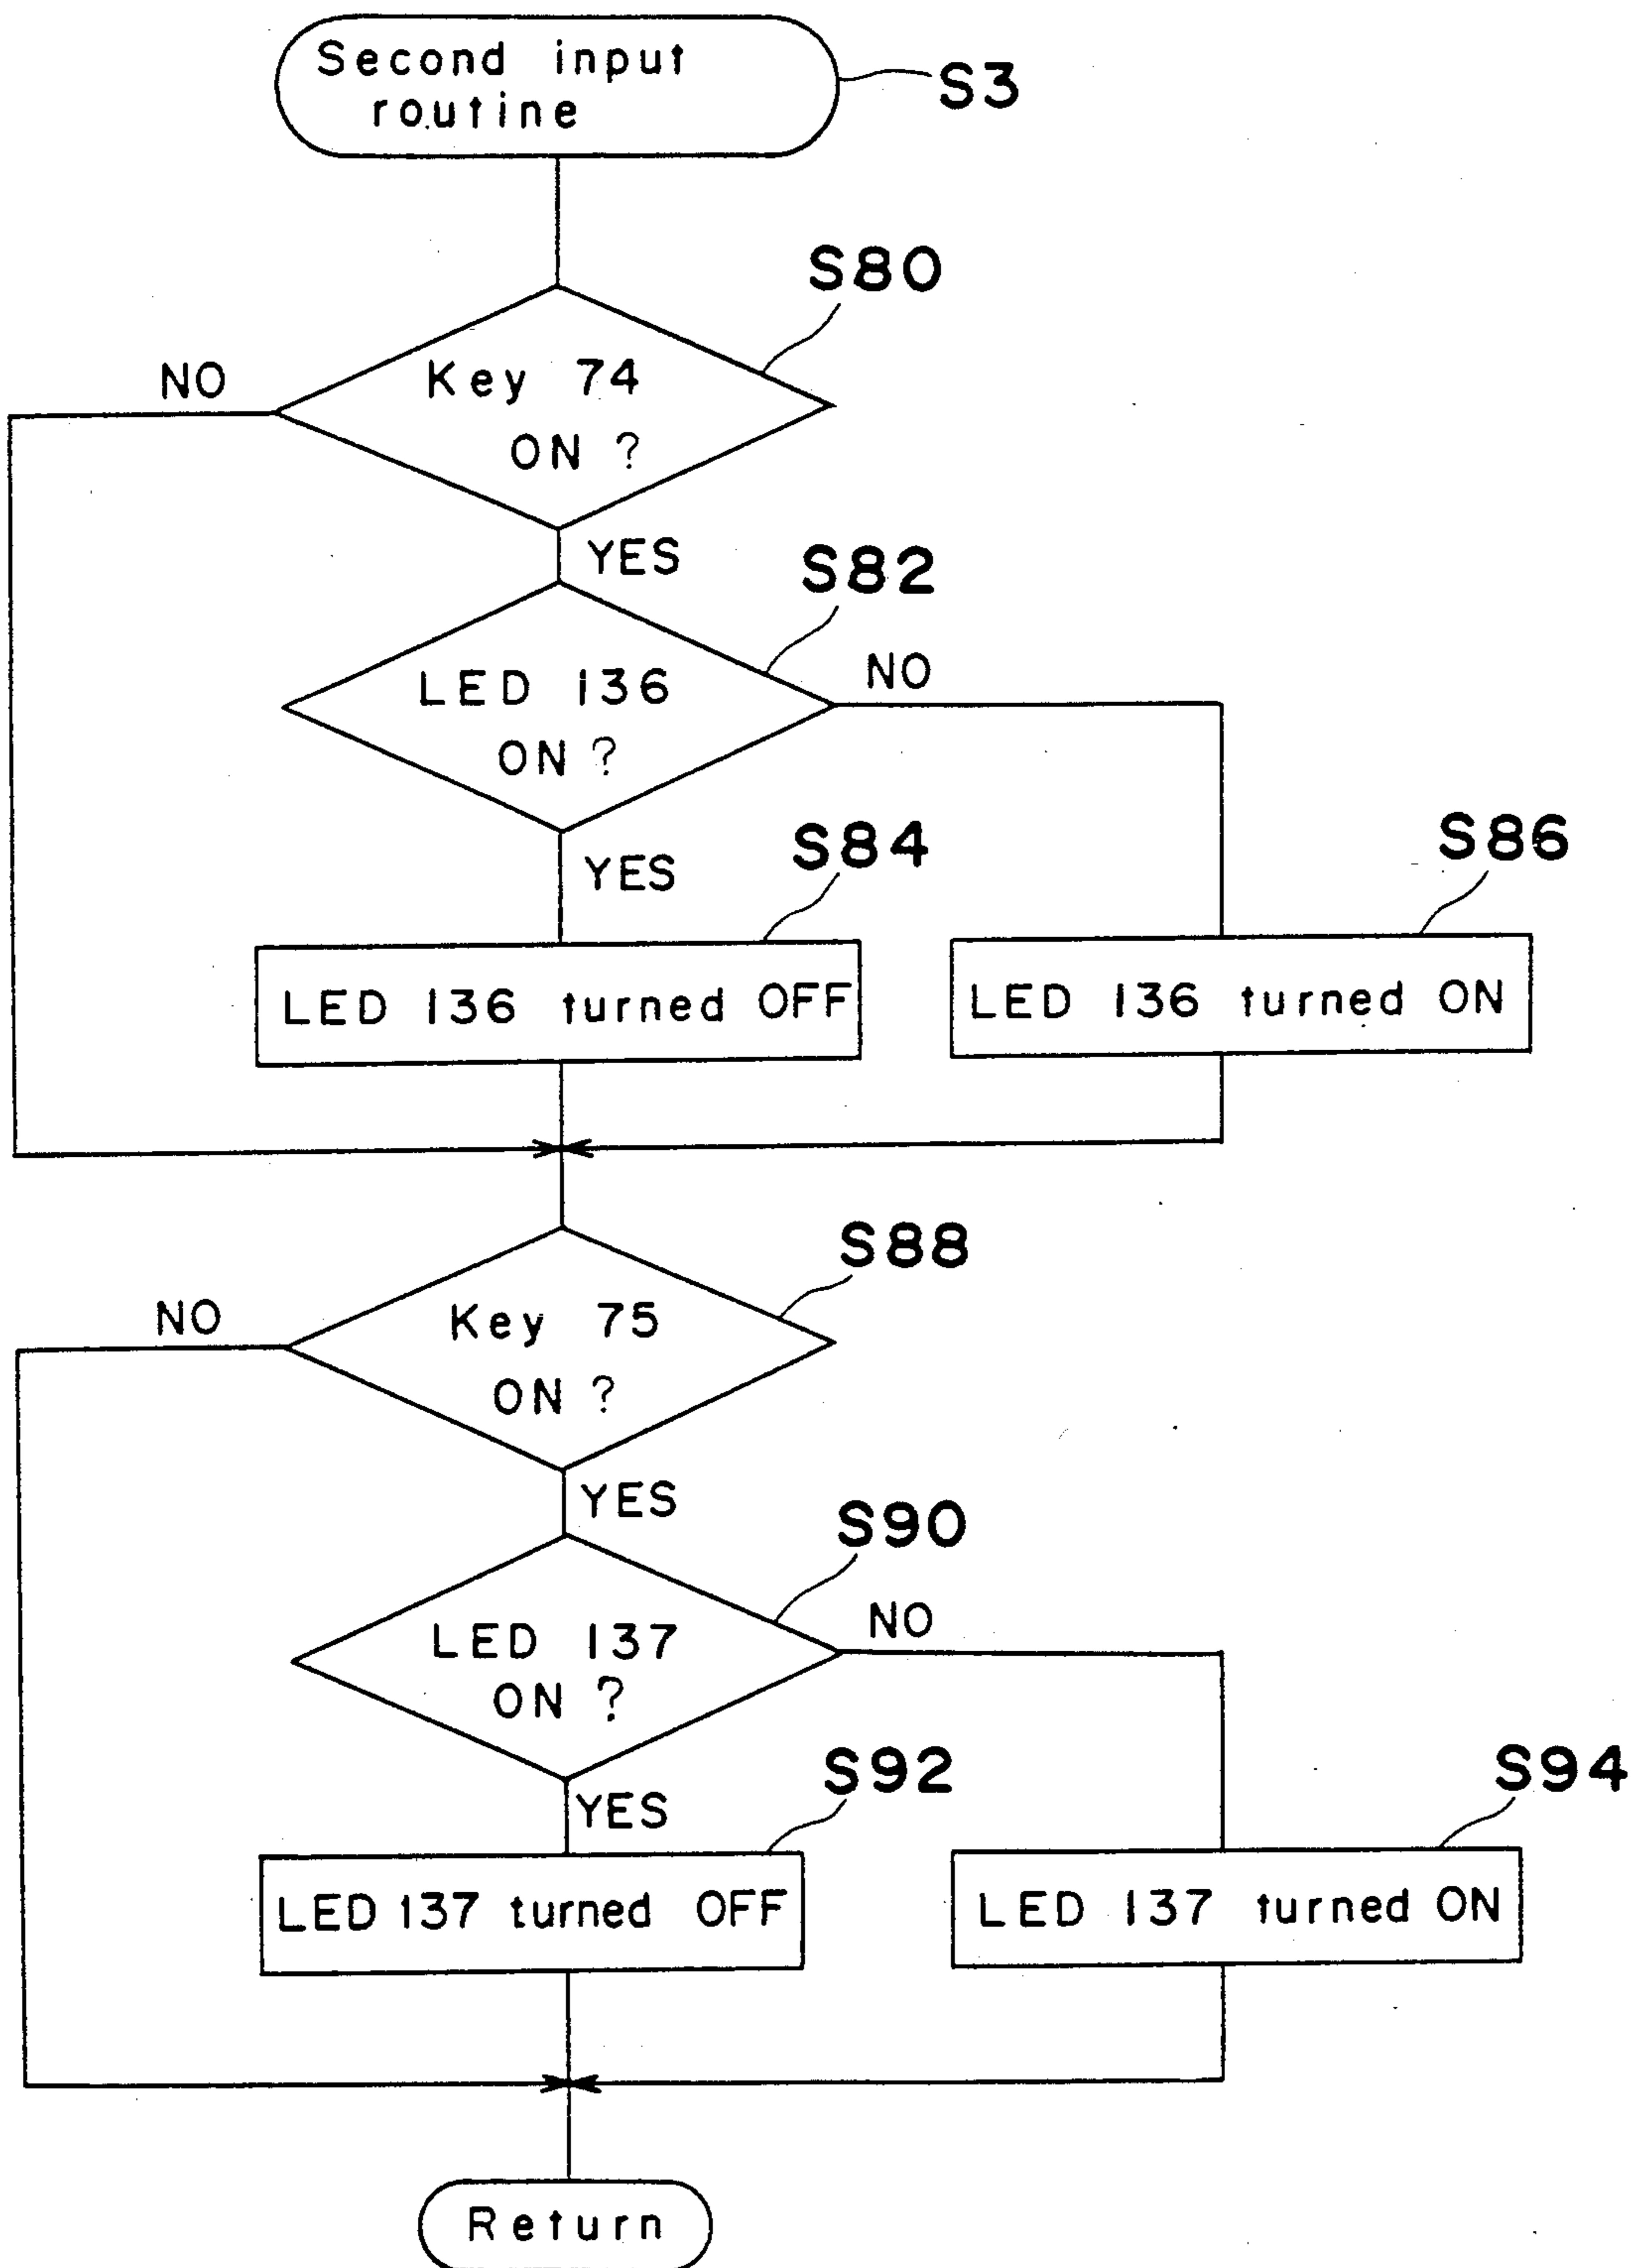 Second input
routine
S3
S80
NO
Key 74
ON ?
YES
S82
LED 136
ON ?
NO
YES
S84
S86
LED 136 turned OFF
LED 136 turned ON
S88
NO
Key 75
ON ?
YES
S90
LED 137
ON ?
NO
YES
S92
S94
LED 137 turned OFF
LED 137 turned ON
Return